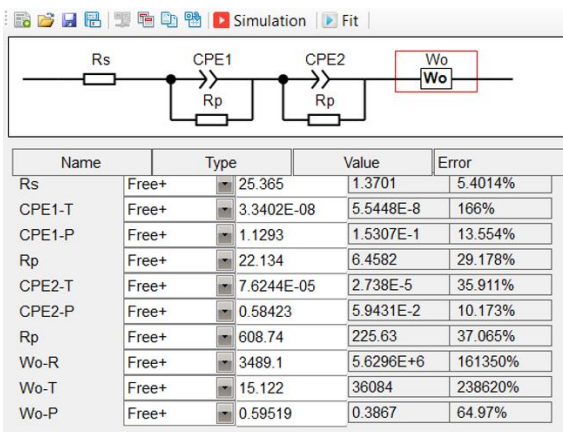 Simulation Fit
Rs CPE1 CPE2 Wo
Wo
Rp Rp
Name Type Value Error
Rs Free+ 25.365 1.3701 5.4014%
CPE1-T Free+ 3.3402E-08 5.5448E-8 166%
CPE1-P Free+ 1.1293 1.5307E-1 13.554%
Rp Free+ 22.134 6.4582 29.178%
CPE2-T Free+ 7.6244E-05 2.738E-5 35.911%
CPE2-P Free+ 0.58423 5.9431E-2 10.173%
Rp Free+ 608.74 225.63 37.065%
Wo-R Free+ 3489.1 5.6296E+6 161350%
Wo-T Free+ 15.122 36084 238620%
Wo-P Free+ 0.59519 0.3867 64.97%